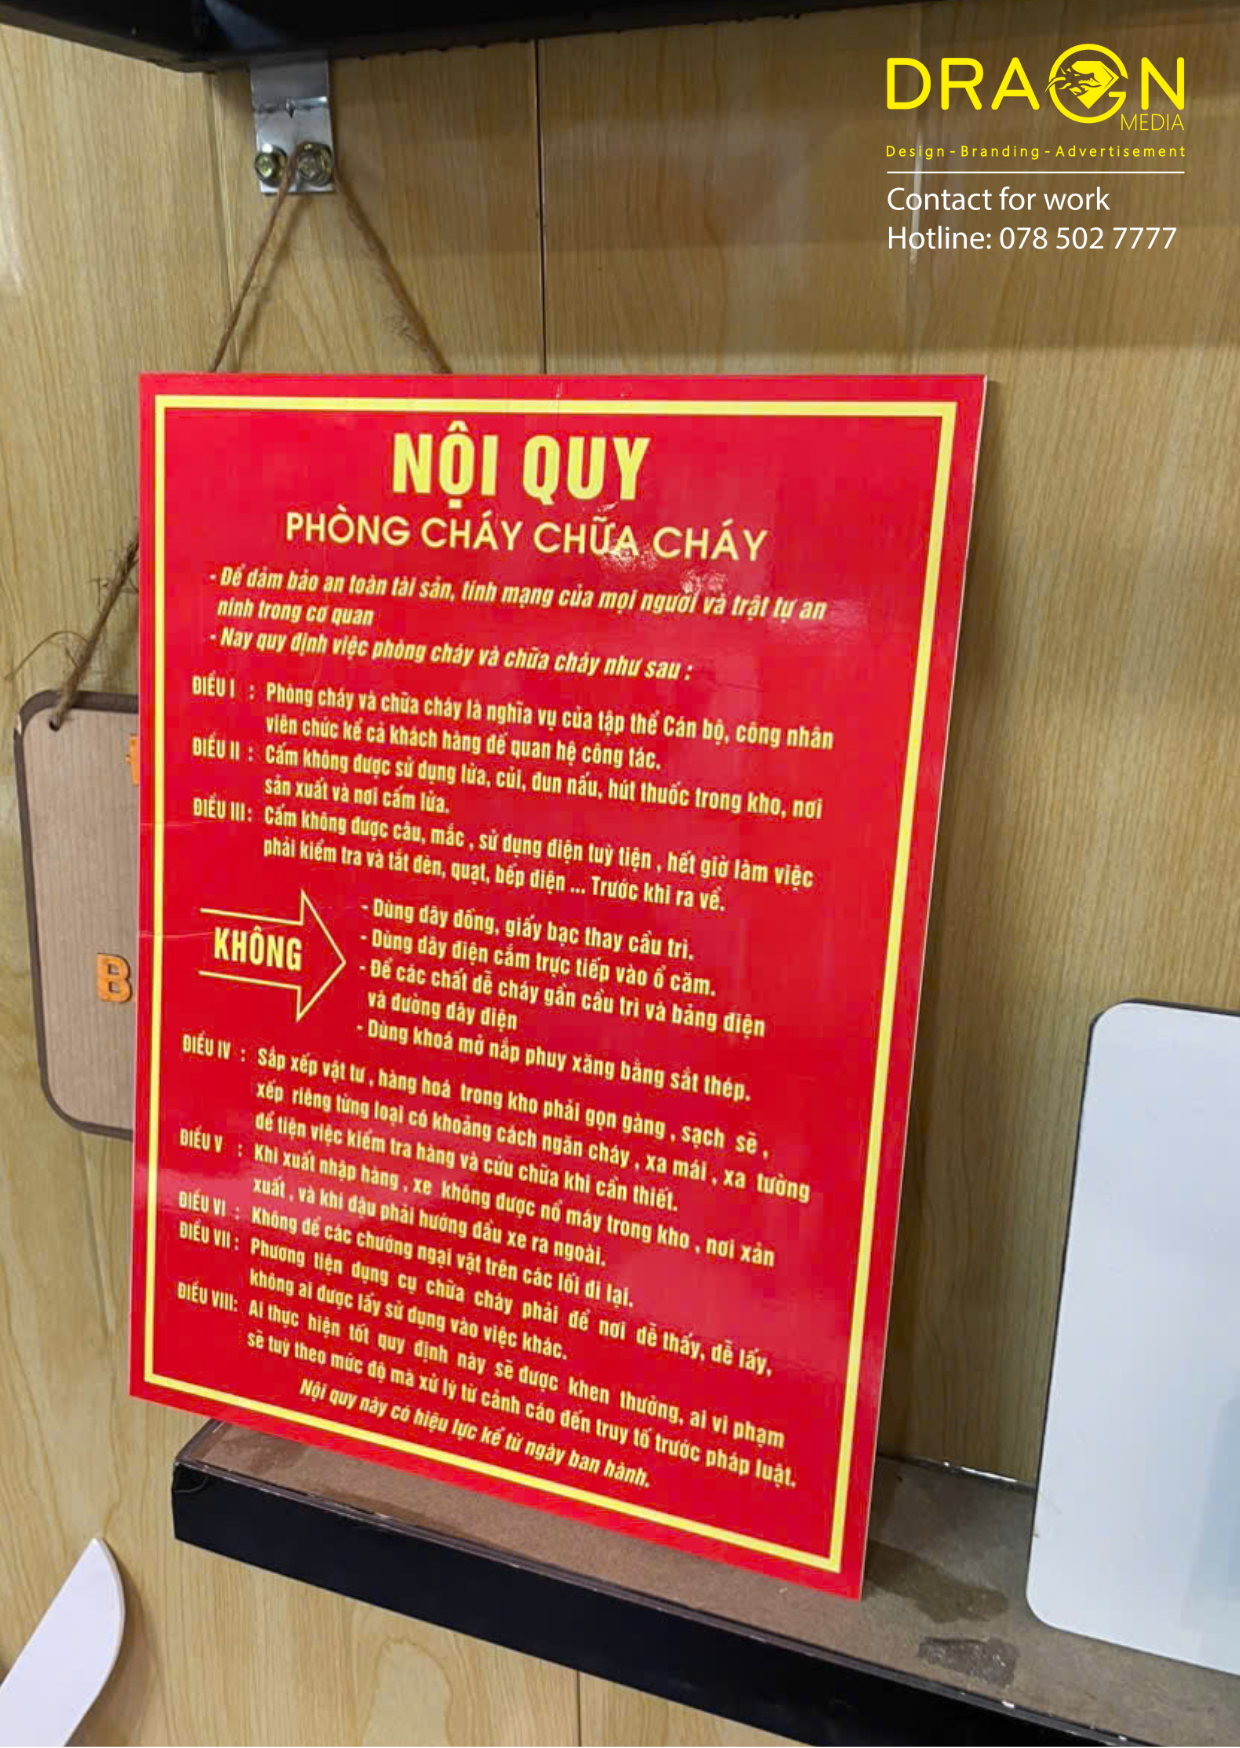 DRAGON
MEDIA
Design - Branding - Advertisement
Contact for work
Hotline: 078 502 7777
NỘI QUY
PHÒNG CHÁY CHỮA CHÁY
- Để đảm bảo an toàn tài sản, tính mạng của mọi người và trật tự an
ninh trong cơ quan
- Nay quy định việc phòng cháy và chữa cháy như sau :
ĐIỀU I : Phòng cháy và chữa cháy là nghĩa vụ của tập thể Cán bộ, công nhân
viên chức kể cả khách hàng để quan hệ công tác.
ĐIỀU II : Cấm không được sử dụng lửa, củi, đun nấu, hút thuốc trong kho, nơi
sản xuất và nơi cấm lửa.
ĐIỀU III : Cấm không được câu, mắc , sử dụng điện tuỳ tiện , hết giờ làm việc
phải kiểm tra và tắt đèn, quạt, bếp điện ... Trước khi ra về.
KHÔNG
- Dùng dây đồng, giấy bạc thay cầu trì.
- Dùng dây điện cắm trực tiếp vào ổ cắm.
- Để các chất dễ cháy gần cầu trì và bảng điện
và đường dây điện
- Dùng khoá mở nắp phuy xăng bằng sắt thép.
ĐIỀU IV : Sắp xếp vật tư , hàng hoá trong kho phải gọn gàng , sạch sẽ ,
xếp riêng từng loại có khoảng cách ngăn cháy , xa mái , xa tường
để tiện việc kiểm tra hàng và cứu chữa khi cần thiết.
ĐIỀU V : Khi xuất nhập hàng , xe không được nổ máy trong kho , nơi xản
xuất , và khi đậu phải hướng đầu xe ra ngoài.
ĐIỀU VI : Không để các chướng ngại vật trên các lối đi lại.
ĐIỀU VII : Phương tiện dụng cụ chữa cháy phải để nơi dễ thấy, dễ lấy,
không ai được lấy sử dụng vào việc khác.
ĐIỀU VIII: Ai thực hiện tốt quy định này sẽ được khen thưởng, ai vi phạm
sẽ tuỳ theo mức độ mà xử lý từ cảnh cáo đến truy tố trước pháp luật.
Nội quy này có hiệu lực kể từ ngày ban hành.
B